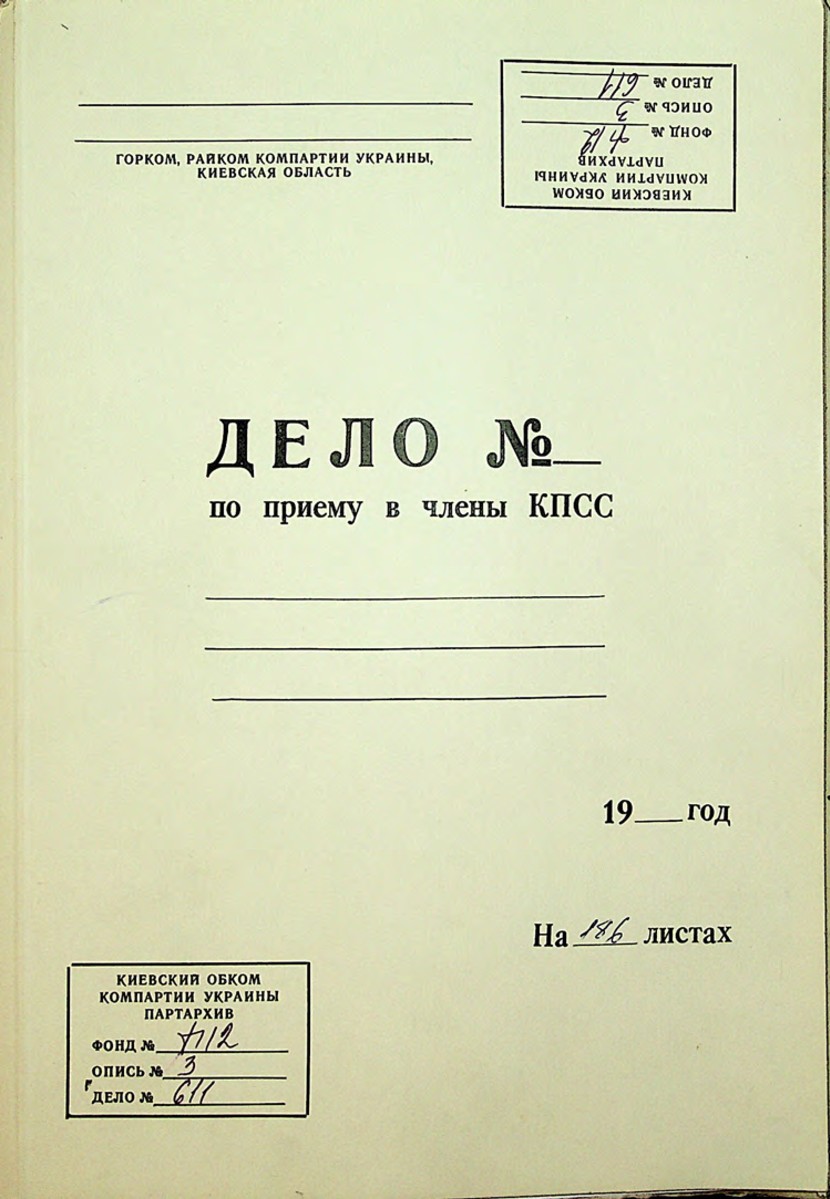 ГОРКОМ, РАЙКОМ КОМПАРТИИ УКРАИНЫ,
КИЕВСКАЯ ОБЛАСТЬ
КИЕВСКИЙ ОБКОМ
КОМПАРТИИ УКРАИНЫ
ПАРТАРХИВ
ФОНД №
ОПИСЬ № 3
ДЕЛО № 611
ДЕЛО №
по приему в члены КПСС
19 год
На 186 листах
КИЕВСКИЙ ОБКОМ
КОМПАРТИИ УКРАИНЫ
ПАРТАРХИВ
ФОНД №
ОПИСЬ № 3
ДЕЛО № 611